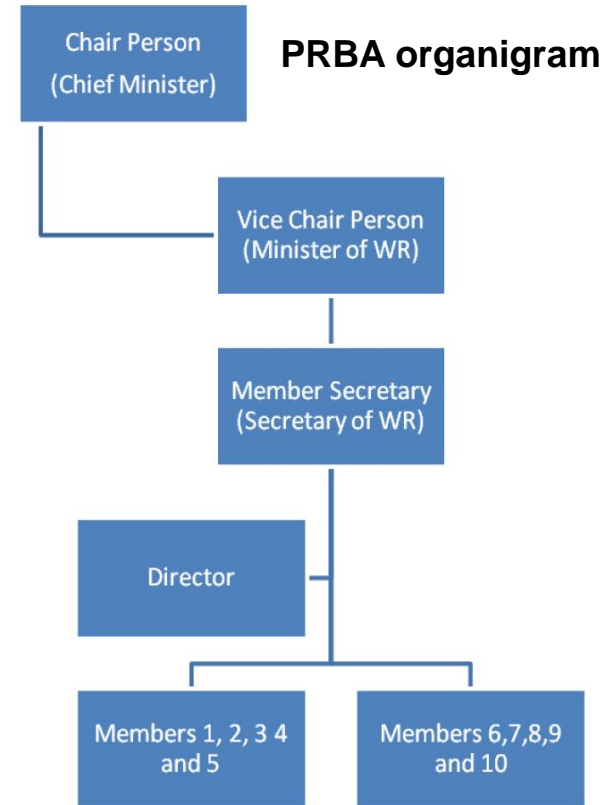 PRBA organigram
Chair Person
(Chief Minister)
Vice Chair Person
(Minister of WR)
Member Secretary
(Secretary of WR)
Director
Members 1, 2, 3 4
and 5
Members 6,7,8,9
and 10